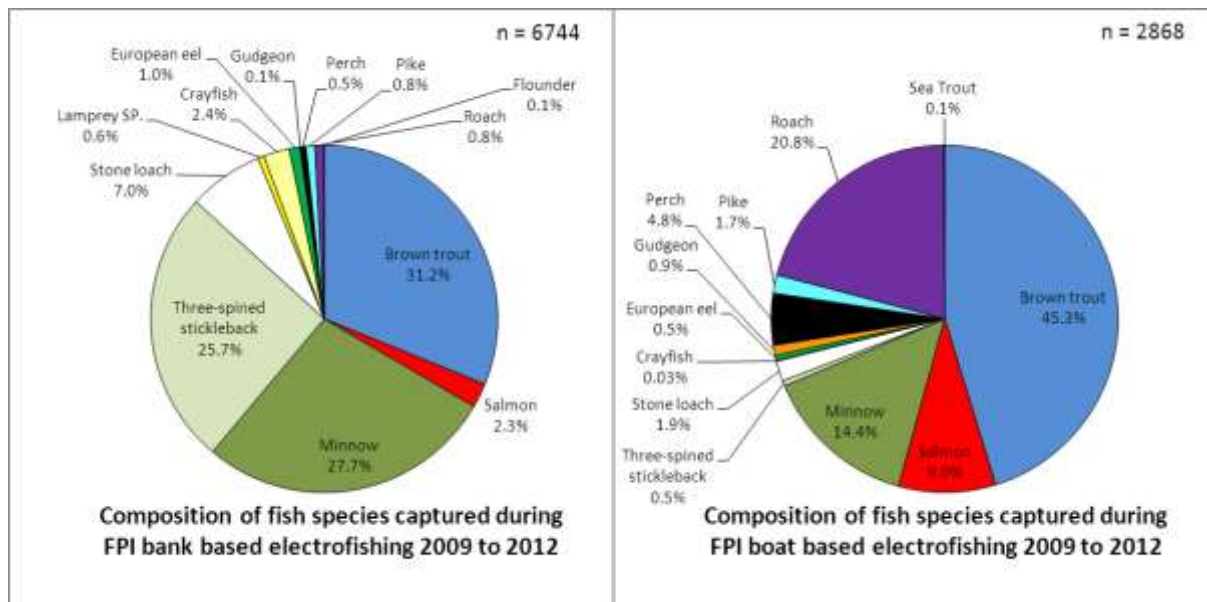 n = 6744
European eel
1.0%
Gudgeon
0.1%
Perch
0.5%
Pike
0.8%
Flounder
0.1%
Crayfish
2.4%
Roach
0.8%
Lamprey SP.
0.6%
Stone loach
7.0%
Brown trout
31.2%
Three-spined
stickleback
25.7%
Salmon
2.3%
Minnow
27.7%
Composition of fish species captured during
FPI bank based electrofishing 2009 to 2012
n = 2868
Sea Trout
0.1%
Roach
20.8%
Perch
4.8%
Pike
1.7%
Gudgeon
0.9%
European eel
0.5%
Crayfish
0.03%
Stone loach
1.9%
Three-spined
stickleback
0.5%
Brown trout
45.3%
Minnow
14.4%
Salmon
9.0%
Composition of fish species captured during
FPI boat based electrofishing 2009 to 2012